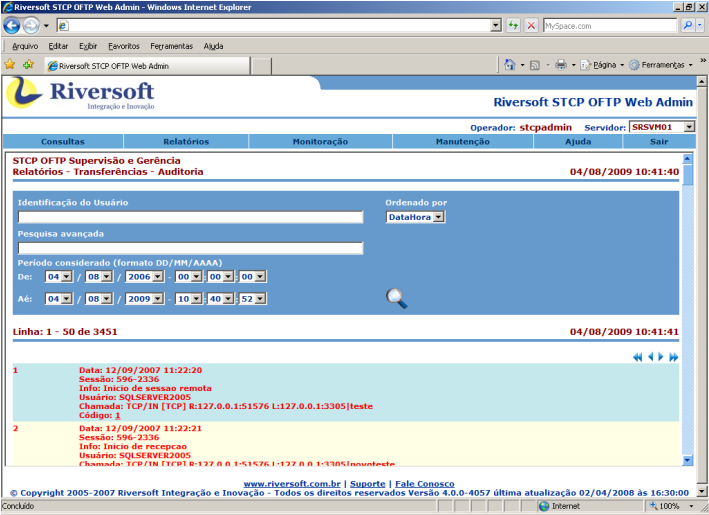 Riversoft STCP OFTP Web Admin - Windows Internet Explorer
MySpace.com
Arquivo Editar Exibir Favoritos Ferramentas Ajuda
Riversoft STCP OFTP Web Admin
Página Ferramentas
Riversoft
Integração e Inovação
Riversoft STCP OFTP Web Admin
Operador: stcpadmin Servidor: SRSVM01
Consultas Relatórios Monitoração Manutenção Ajuda Sair
STCP OFTP Supervisão e Gerência
Relatórios - Transferências - Auditoria 04/08/2009 10:41:40
Identificação do Usuário Ordenado por
DataHora
Pesquisa avançada
Período considerado (formato DD/MM/AAAA)
De: 04 / 08 / 2006 - 00 : 00 : 00
Aé: 04 / 08 / 2009 - 10 : 40 : 52
Linha: 1 - 50 de 3451 04/08/2009 10:41:41
1 Data: 12/09/2007 11:22:20
Sessão: 596-2336
Info: Inicio de sessao remota
Usuário: SQLSERVER2005
Chamada: TCP/IN [TCP] R:127.0.0.1:51576 L:127.0.0.1:3305|teste
Código: 1
2 Data: 12/09/2007 11:22:21
Sessão: 596-2336
Info: Inicio de recepcao
Usuário: SQLSERVER2005
Chamada: TCP/IN [TCP] R:127.0.0.1:51576 L:127.0.0.1:3305|novoteste
www.riversoft.com.br | Suporte | Fale Conosco
© Copyright 2005-2007 Riversoft Integração e Inovação - Todos os direitos reservados Versão 4.0.0-4057 última atualização 02/04/2008 às 16:30:00
Concluído Internet 100%